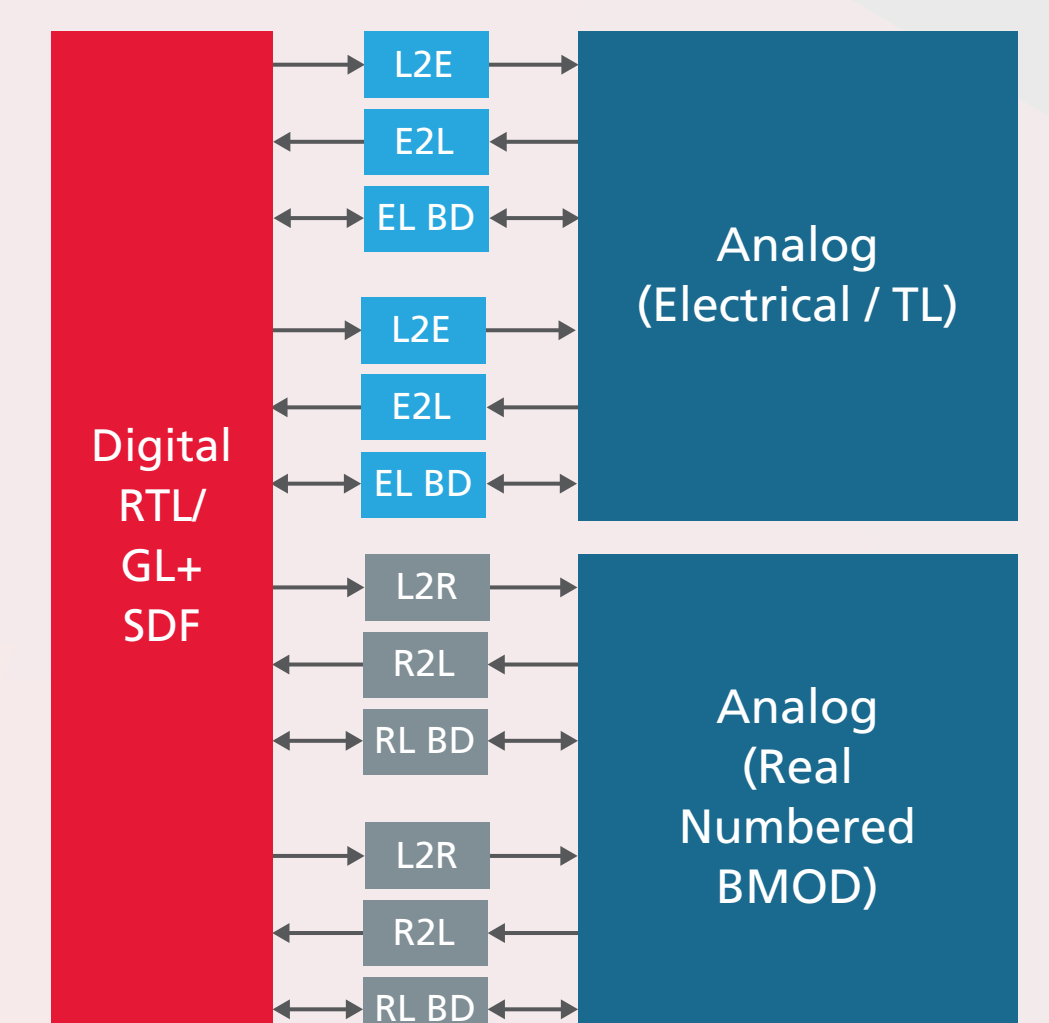 L2E
E2L
EL BD
L2E
E2L
EL BD
Analog
(Electrical / TL)
Digital
RTL/
GL+
SDF
L2R
R2L
RL BD
L2R
R2L
RL BD
Analog
(Real
Numbered
BMOD)